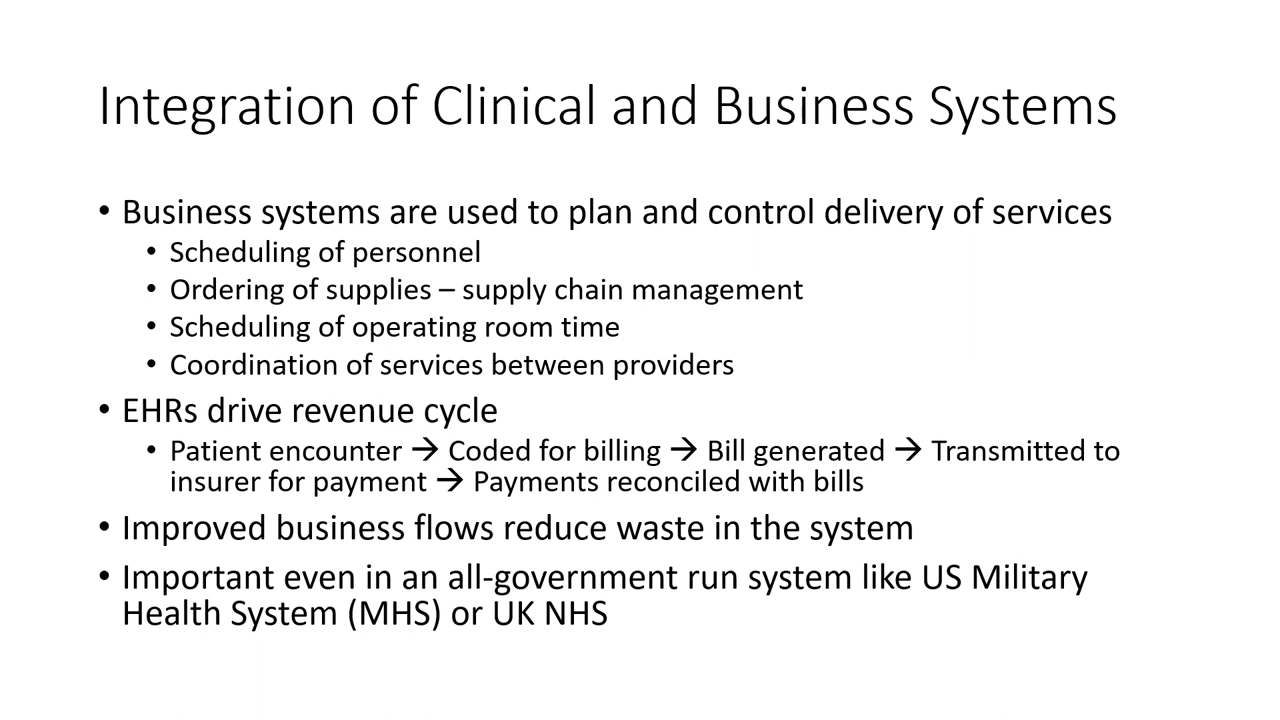 Integration of Clinical and Business Systems
• Business systems are used to plan and control delivery of services
• Scheduling of personnel
• Ordering of supplies – supply chain management
• Scheduling of operating room time
• Coordination of services between providers
• EHRs drive revenue cycle
• Patient encounter → Coded for billing → Bill generated → Transmitted to
insurer for payment → Payments reconciled with bills
• Improved business flows reduce waste in the system
• Important even in an all-government run system like US Military
Health System (MHS) or UK NHS